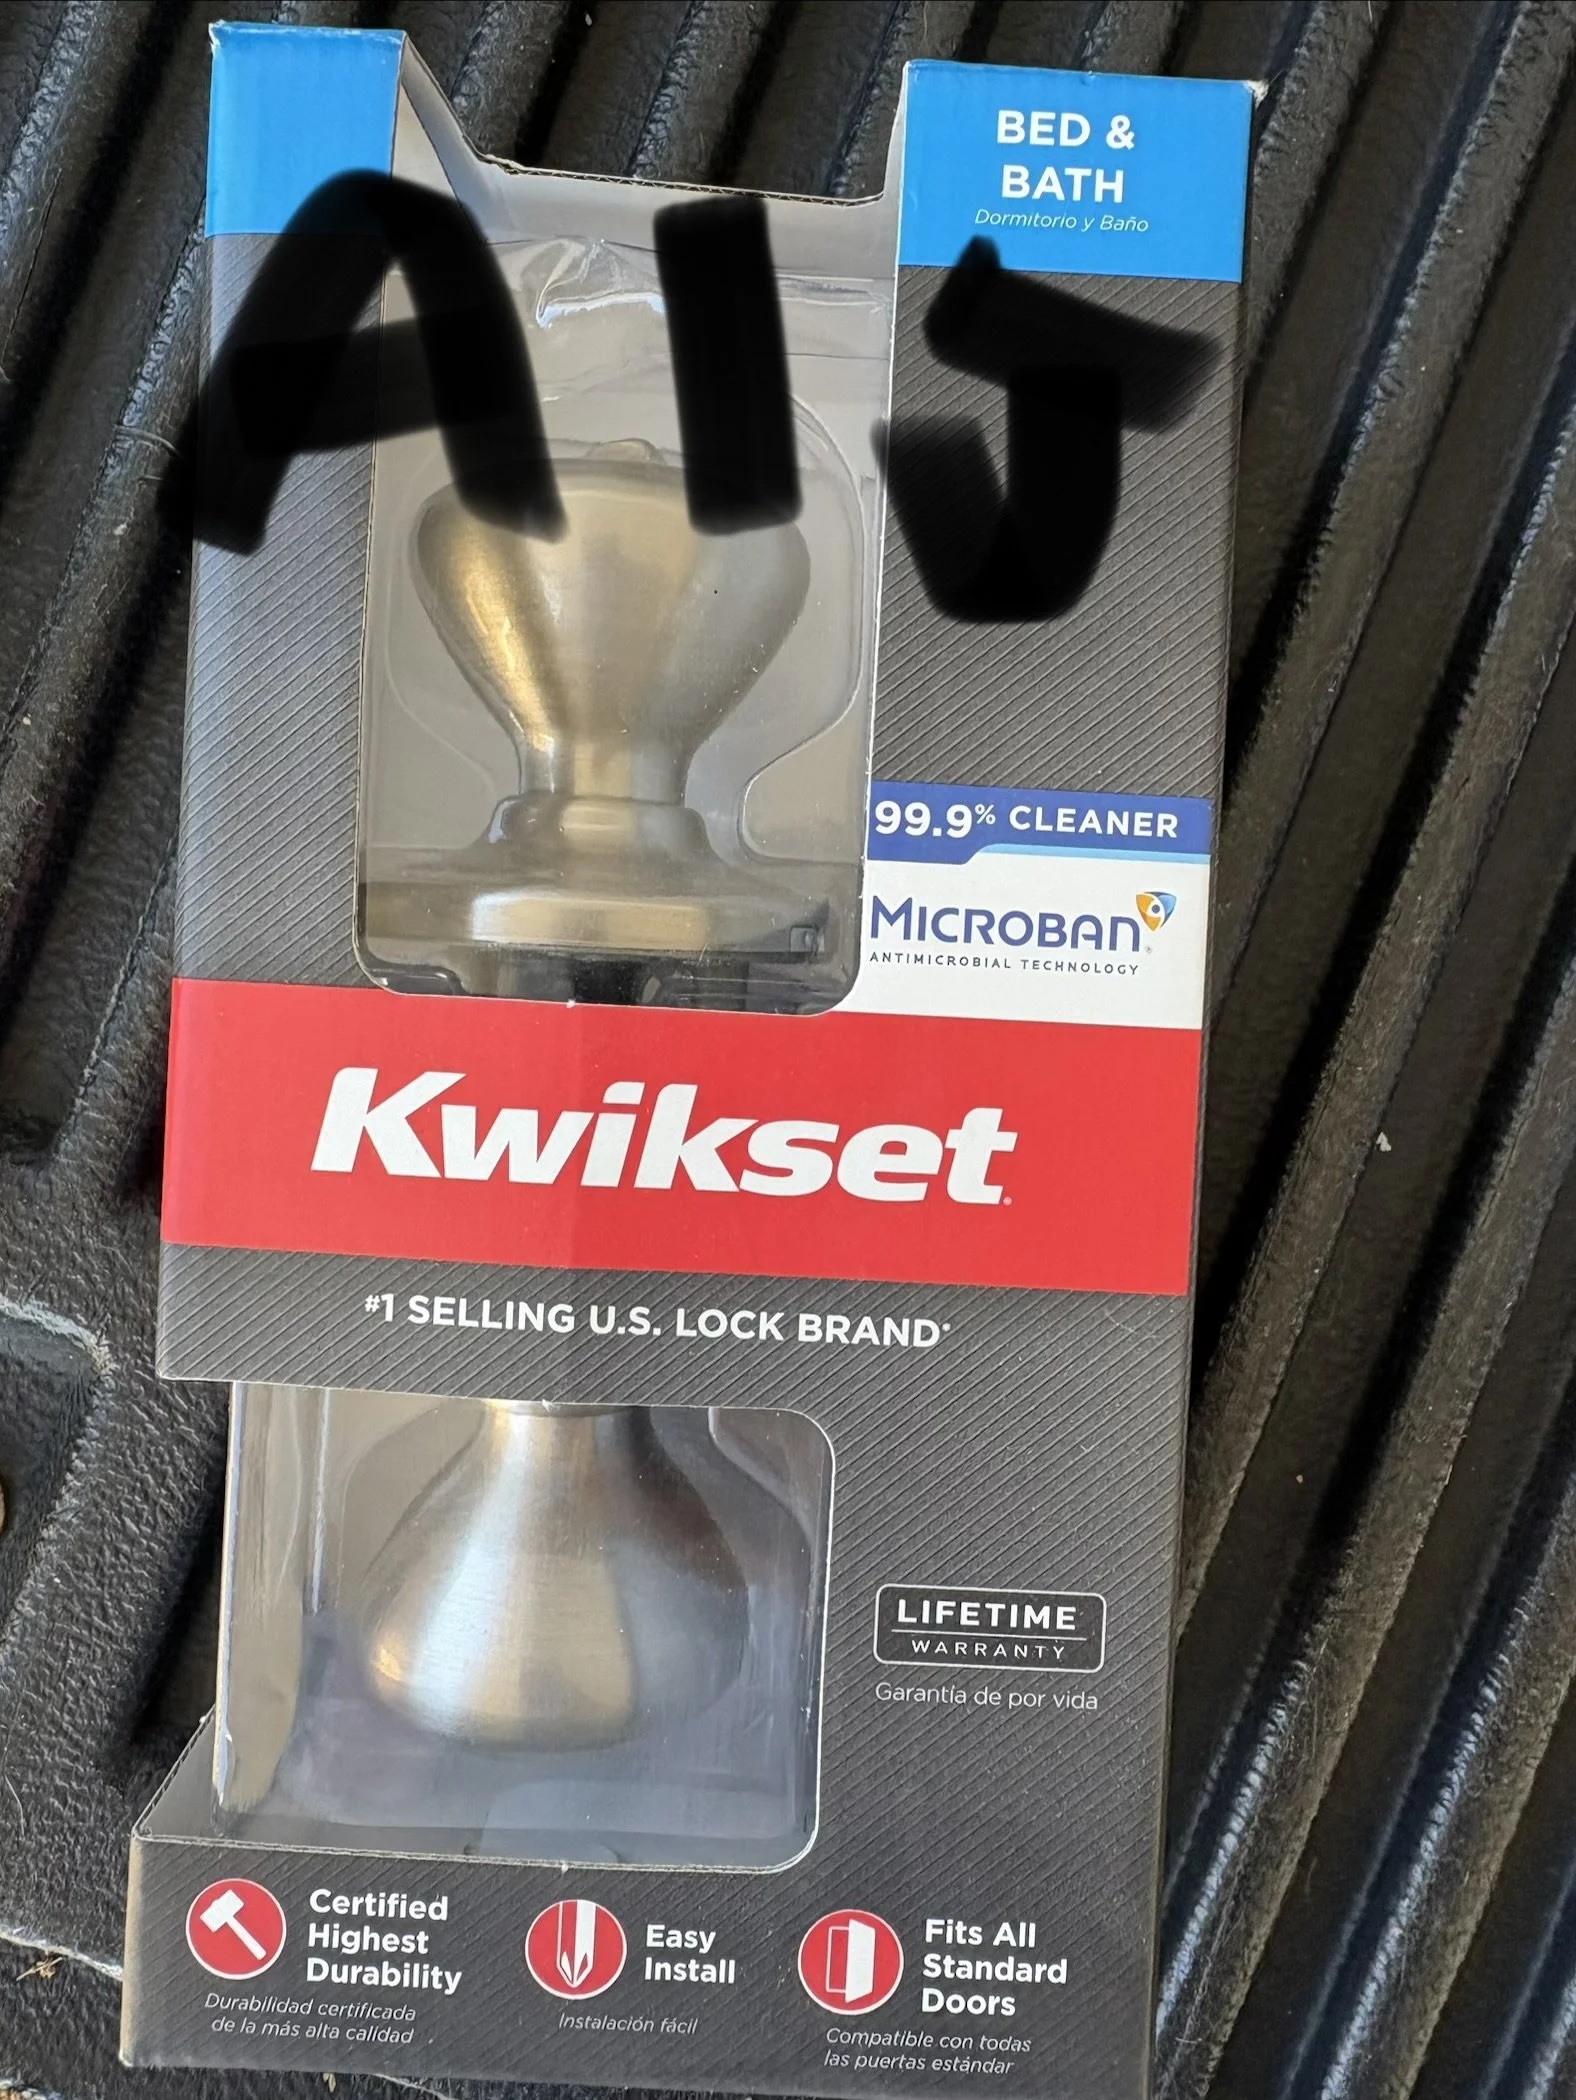 BED &
BATH
Dormitorio y Baño
AIJ
99.9% CLEANER
MICROBAN®
ANTIMICROBIAL TECHNOLOGY
Kwikset®
#1 SELLING U.S. LOCK BRAND*
LIFETIME
WARRANTY
Garantía de por vida
Certified
Highest
Durability
Durabilidad certificada
de la más alta calidad
Easy
Install
Instalación fácil
Fits All
Standard
Doors
Compatible con todas
las puertas estándar